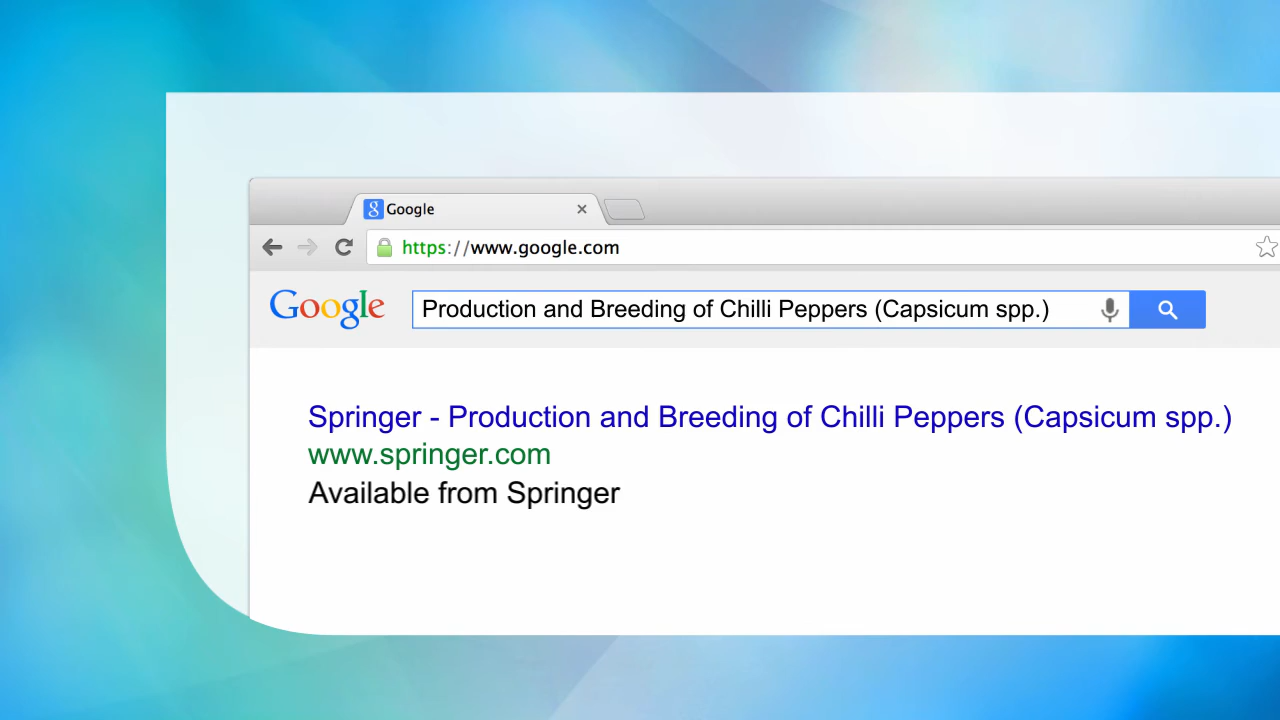 Google
https://www.google.com
Google
Production and Breeding of Chilli Peppers (Capsicum spp.)
Springer - Production and Breeding of Chilli Peppers (Capsicum spp.)
www.springer.com
Available from Springer